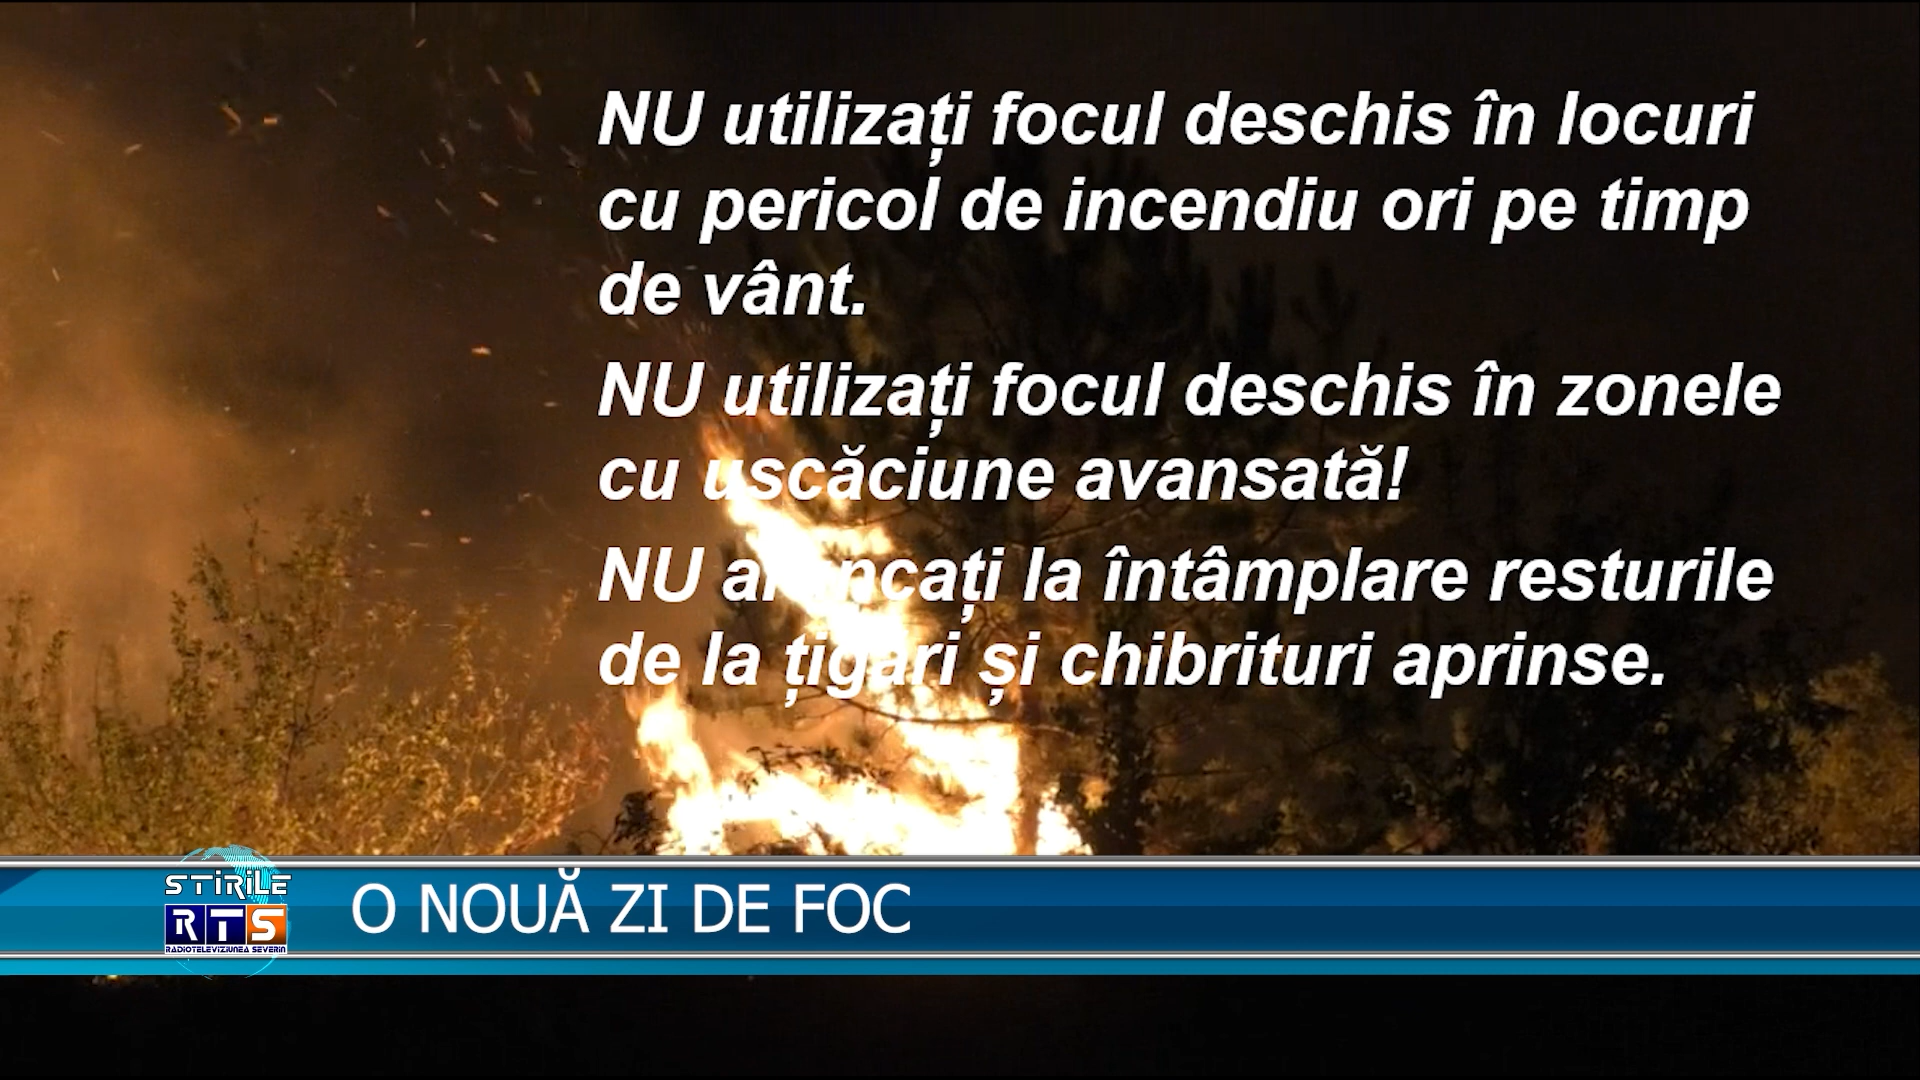 NU utilizați focul deschis în locuri
cu pericol de incendiu ori pe timp
de vânt.
NU utilizați focul deschis în zonele
cu uscăciune avansată!
NU aruncați la întâmplare resturile
de la țigări și chibrituri aprinse.
STIRILE
RTS
RADIOTELEVIZIUNEA SEVERIN
O NOUĂ ZI DE FOC